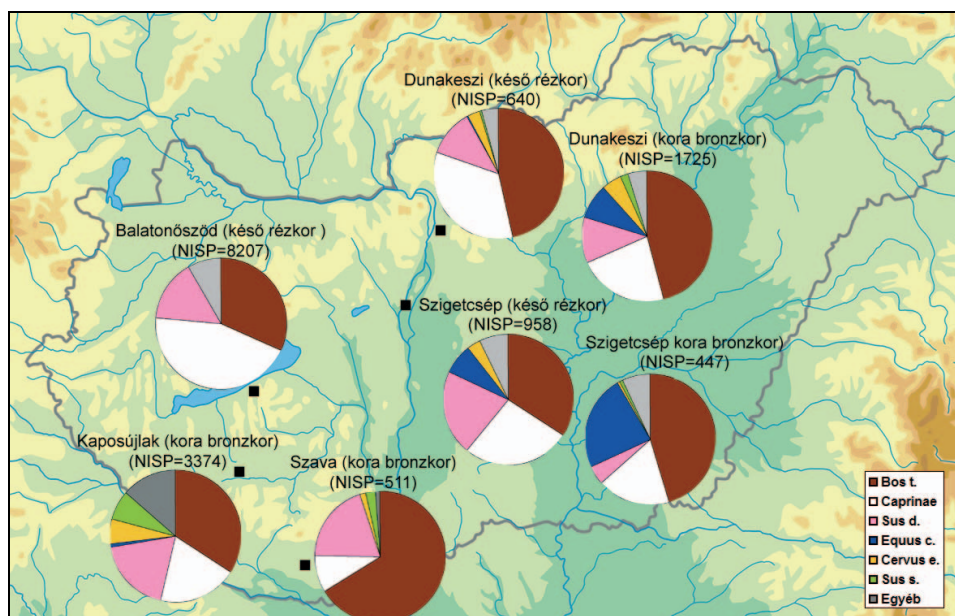 Dunakeszi (késő rézkor)
(NISP=640)
Dunakeszi (kora bronzkor)
(NISP=1725)
Balatonőszöd (késő rézkor )
(NISP=8207)
Szigetcsép (késő rézkor)
(NISP=958)
Szigetcsép kora bronzkor)
(NISP=447)
Kaposújlak (kora bronzkor)
(NISP=3374)
Szava (kora bronzkor)
(NISP=511)
Bos t.
Caprinae
Sus d.
Equus c.
Cervus e.
Sus s.
Egyéb